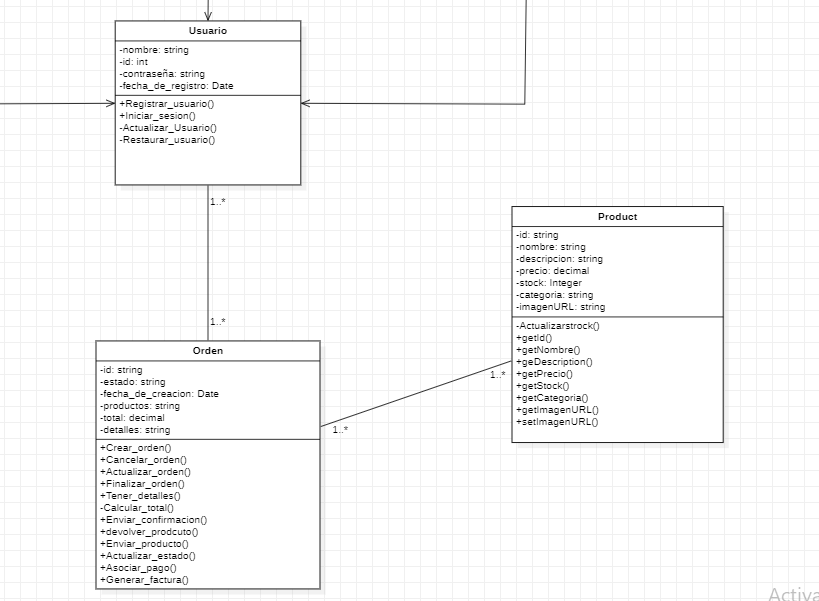 Usuario
-nombre: string
-id: int
-contraseña: string
-fecha_de_registro: Date
+Registrar_usuario()
+Iniciar_sesion()
-Actualizar_Usuario()
-Restaurar_usuario()
1..*
1..*
Orden
-id: string
-estado: string
-fecha_de_creacion: Date
-productos: string
-total: decimal
-detalles: string
+Crear_orden()
+Cancelar_orden()
+Actualizar_orden()
+Finalizar_orden()
+Tener_detalles()
-Calcular_total()
+Enviar_confirmacion()
+devolver_prodcuto()
+Enviar_producto()
+Actualizar_estado()
+Asociar_pago()
+Generar_factura()
1..*
1..*
Product
-id: string
-nombre: string
-descripcion: string
-precio: decimal
-stock: Integer
-categoria: string
-imagenURL: string
-Actualizarstrock()
+getId()
+getNombre()
+geDescription()
+getPrecio()
+getStock()
+getCategoria()
+getImagenURL()
+setImagenURL()
Activa